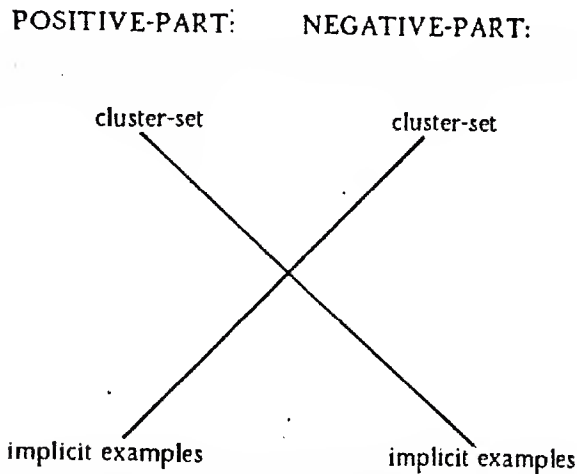 POSITIVE-PART: NEGATIVE-PART:
cluster-set cluster-set
implicit examples implicit examples